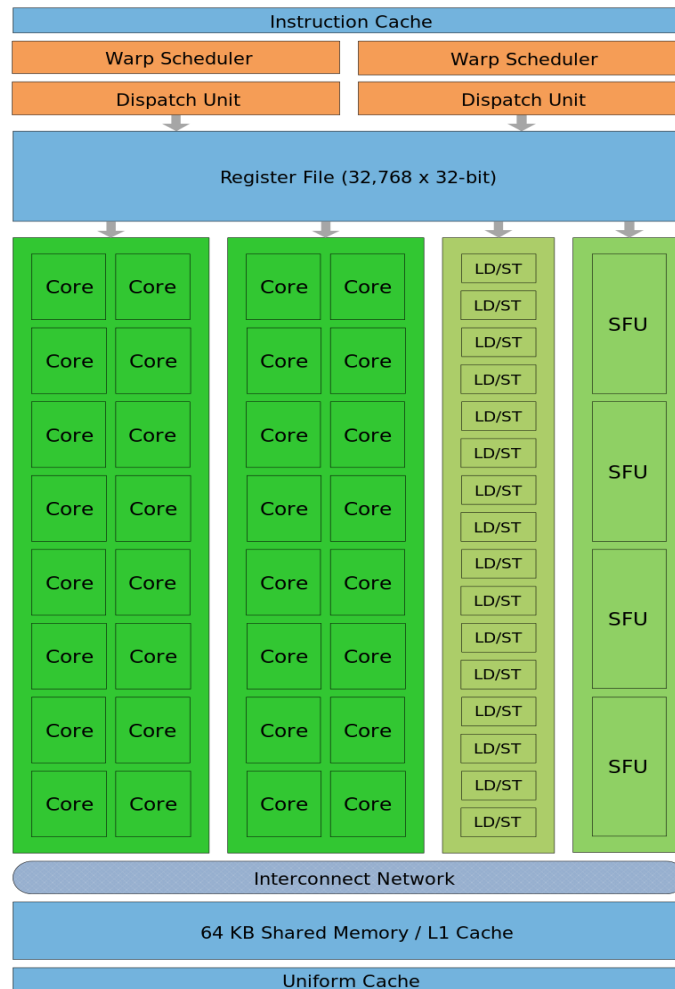 Instruction Cache
Warp Scheduler Warp Scheduler
Dispatch Unit Dispatch Unit
Register File (32,768 x 32-bit)
Core Core Core Core LD/ST SFU
LD/ST
Core Core Core Core LD/ST
LD/ST
Core Core Core Core LD/ST SFU
LD/ST
Core Core Core Core LD/ST
LD/ST
Core Core Core Core LD/ST SFU
LD/ST
Core Core Core Core LD/ST
LD/ST
Core Core Core Core LD/ST SFU
LD/ST
Core Core Core Core LD/ST
LD/ST
Interconnect Network
64 KB Shared Memory / L1 Cache
Uniform Cache